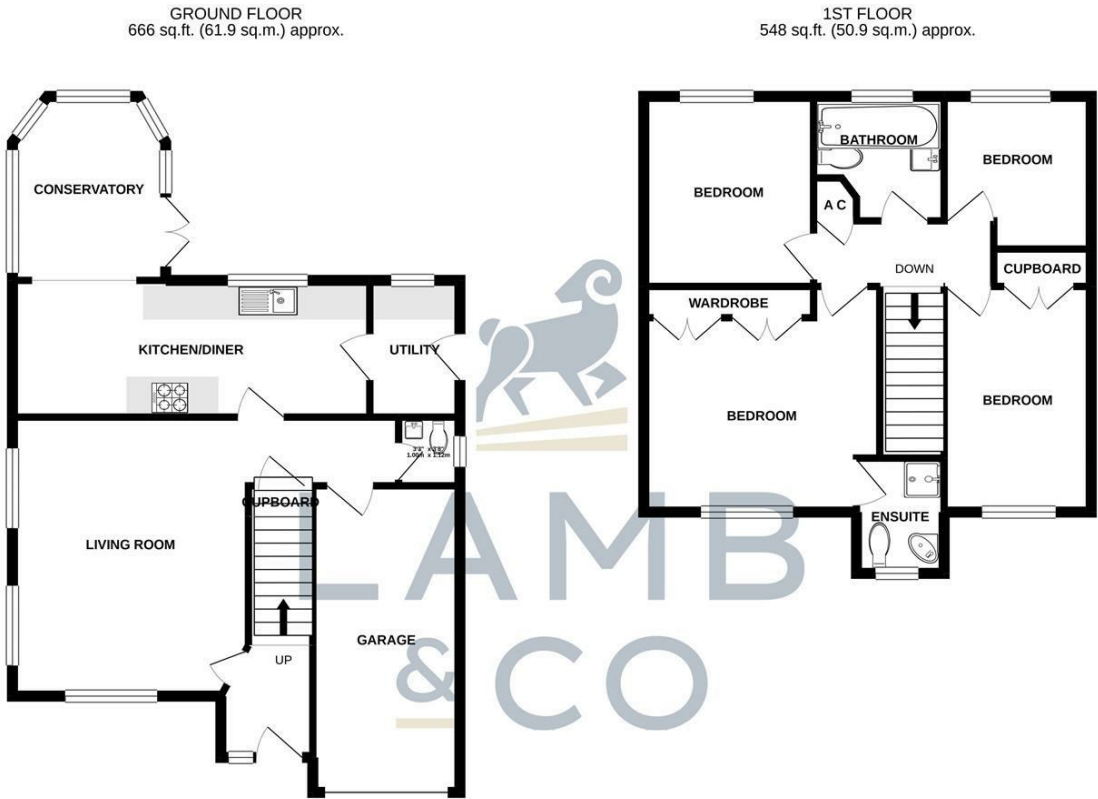 GROUND FLOOR
666 sq.ft. (61.9 sq.m.) approx.
1ST FLOOR
548 sq.ft. (50.9 sq.m.) approx.
CONSERVATORY
KITCHEN/DINER
UTILITY
CUPBOARD
LIVING ROOM
GARAGE
UP
BEDROOM
BATHROOM
BEDROOM
A C
DOWN
CUPBOARD
WARDROBE
BEDROOM
BEDROOM
ENSUITE
LAMB
& CO